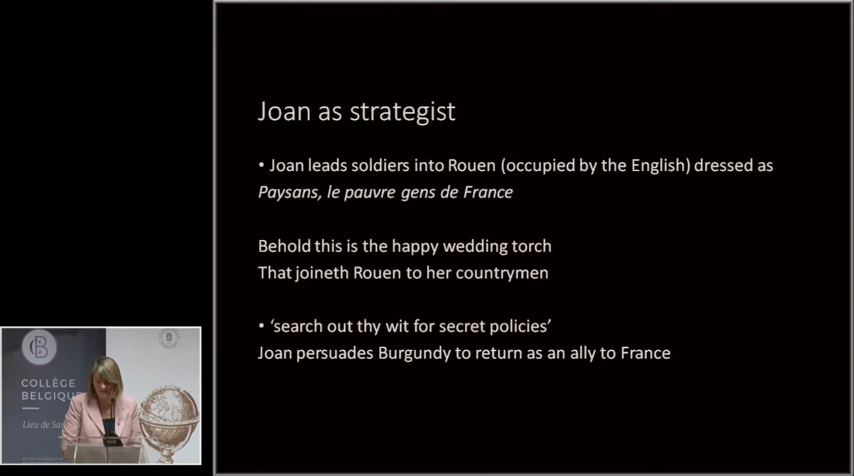 Joan as strategist
• Joan leads soldiers into Rouen (occupied by the English) dressed as
Paysans, le pauvre gens de France
Behold this is the happy wedding torch
That joineth Rouen to her countrymen
• ‘search out thy wit for secret policies’
Joan persuades Burgundy to return as an ally to France
CB
COLLÈGE
BELGIQUE
Lieu de